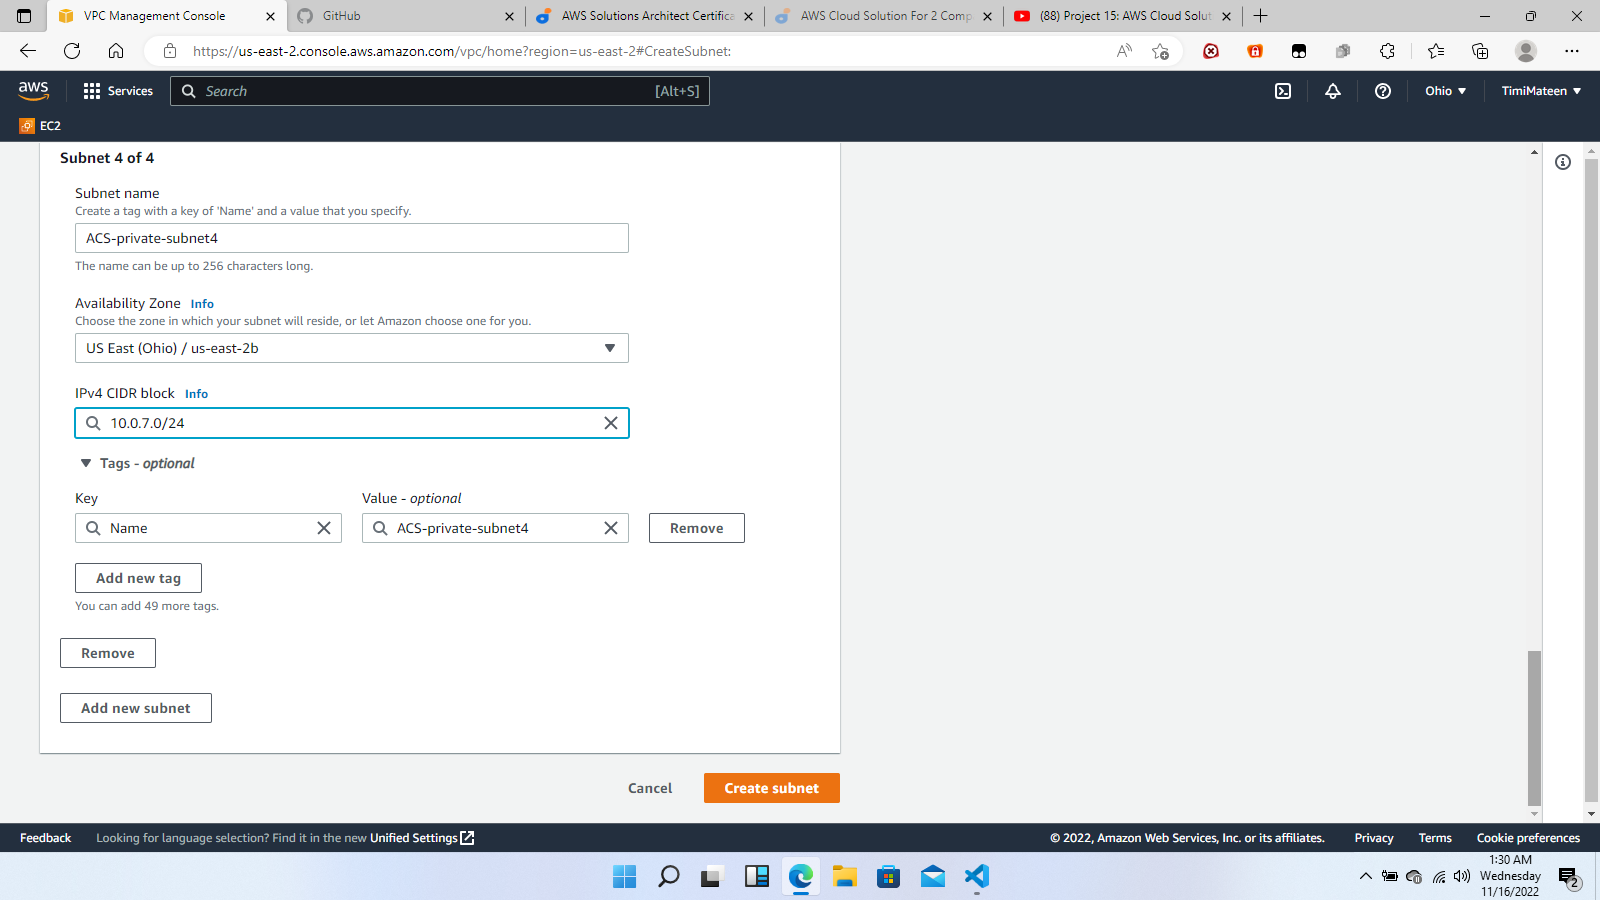 VPC Management Console
GitHub
AWS Solutions Architect Certifica
AWS Cloud Solution For 2 Comp
(88) Project 15: AWS Cloud Solut
https://us-east-2.console.aws.amazon.com/vpc/home?region=us-east-2#CreateSubnet:
aws
Services
Search
[Alt+S]
Ohio
TimiMateen
EC2
Subnet 4 of 4
Subnet name
Create a tag with a key of 'Name' and a value that you specify.
ACS-private-subnet4
The name can be up to 256 characters long.
Availability Zone Info
Choose the zone in which your subnet will reside, or let Amazon choose one for you.
US East (Ohio) / us-east-2b
IPv4 CIDR block Info
10.0.7.0/24
Tags - optional
Key
Value - optional
Name
ACS-private-subnet4
Remove
Add new tag
You can add 49 more tags.
Remove
Add new subnet
Cancel
Create subnet
Feedback
Looking for language selection? Find it in the new Unified Settings
© 2022, Amazon Web Services, Inc. or its affiliates.
Privacy
Terms
Cookie preferences
1:30 AM
Wednesday
11/16/2022
2